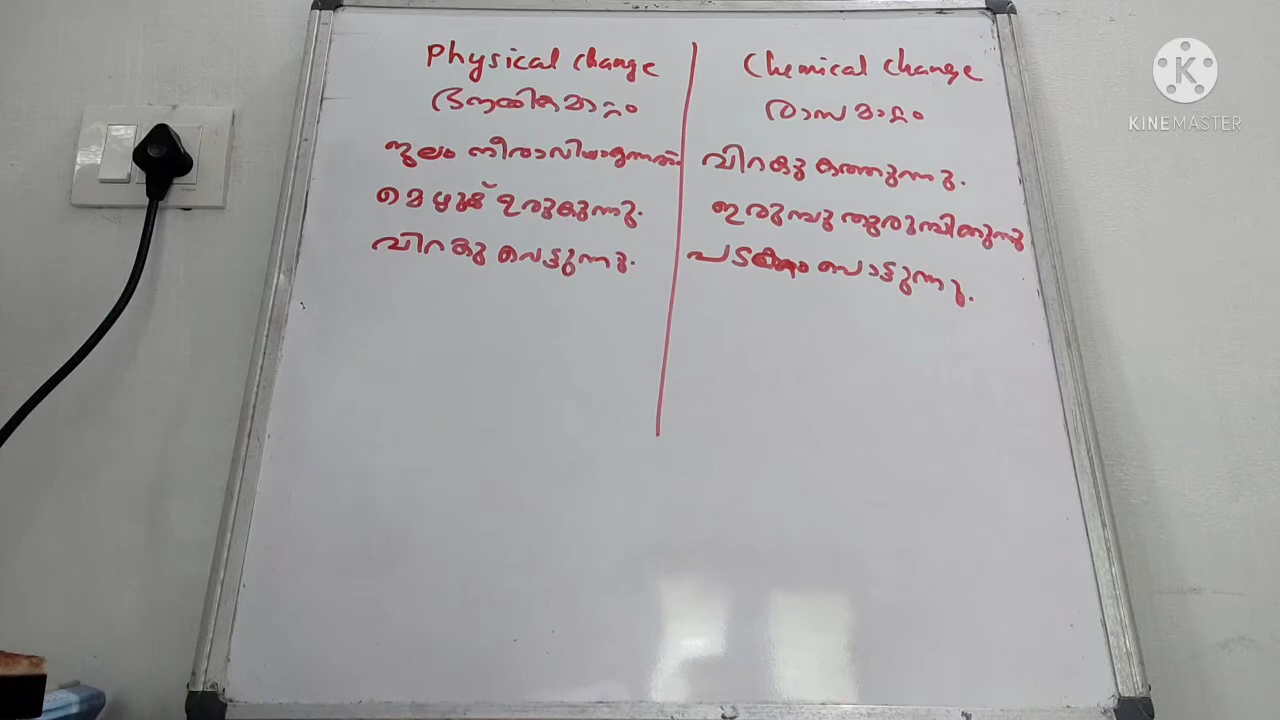 Physical change
ഭൗതികമാറ്റം
ജലം നീരാവിയാകുന്നത്.
മെഴുക് ഉരുകുന്നു.
വിറകു വെട്ടുന്നു.
Chemical change
രാസമാറ്റം
വിറകു കത്തുന്നു.
ഇരുമ്പു തുരുമ്പിക്കുന്നു
പടക്കം പൊട്ടുന്നു.
K
KINEMASTER